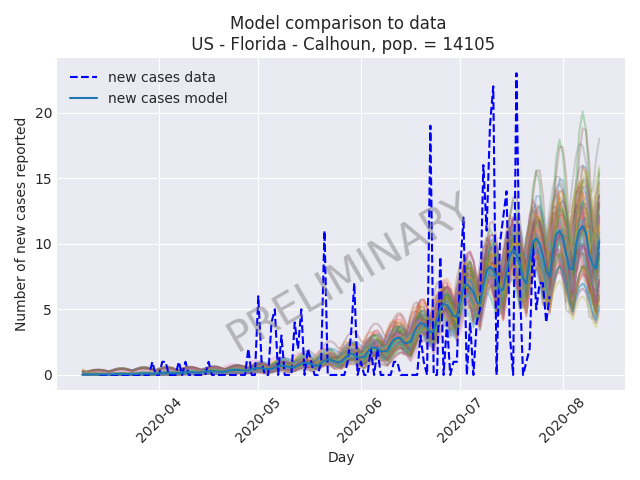 Model comparison to data
US - Florida - Calhoun, pop. = 14105
new cases data
new cases model
Number of new cases reported
20
15
10
5
0
PRELIMINARY
2020-04
2020-05
2020-06
2020-07
2020-08
Day